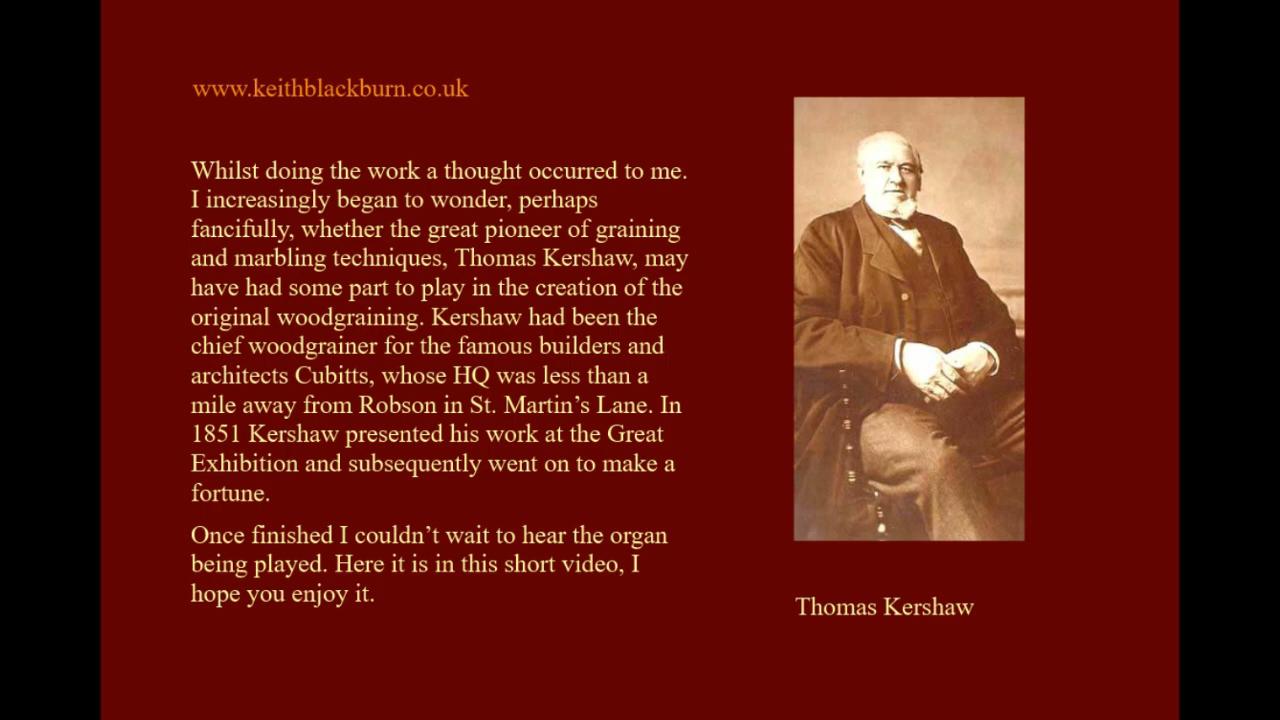 www.keithblackburn.co.uk
Whilst doing the work a thought occurred to me.
I increasingly began to wonder, perhaps
fancifully, whether the great pioneer of graining
and marbling techniques, Thomas Kershaw, may
have had some part to play in the creation of the
original woodgraining. Kershaw had been the
chief woodgrainer for the famous builders and
architects Cubitts, whose HQ was less than a
mile away from Robson in St. Martin’s Lane. In
1851 Kershaw presented his work at the Great
Exhibition and subsequently went on to make a
fortune.
Once finished I couldn’t wait to hear the organ
being played. Here it is in this short video, I
hope you enjoy it.
Thomas Kershaw